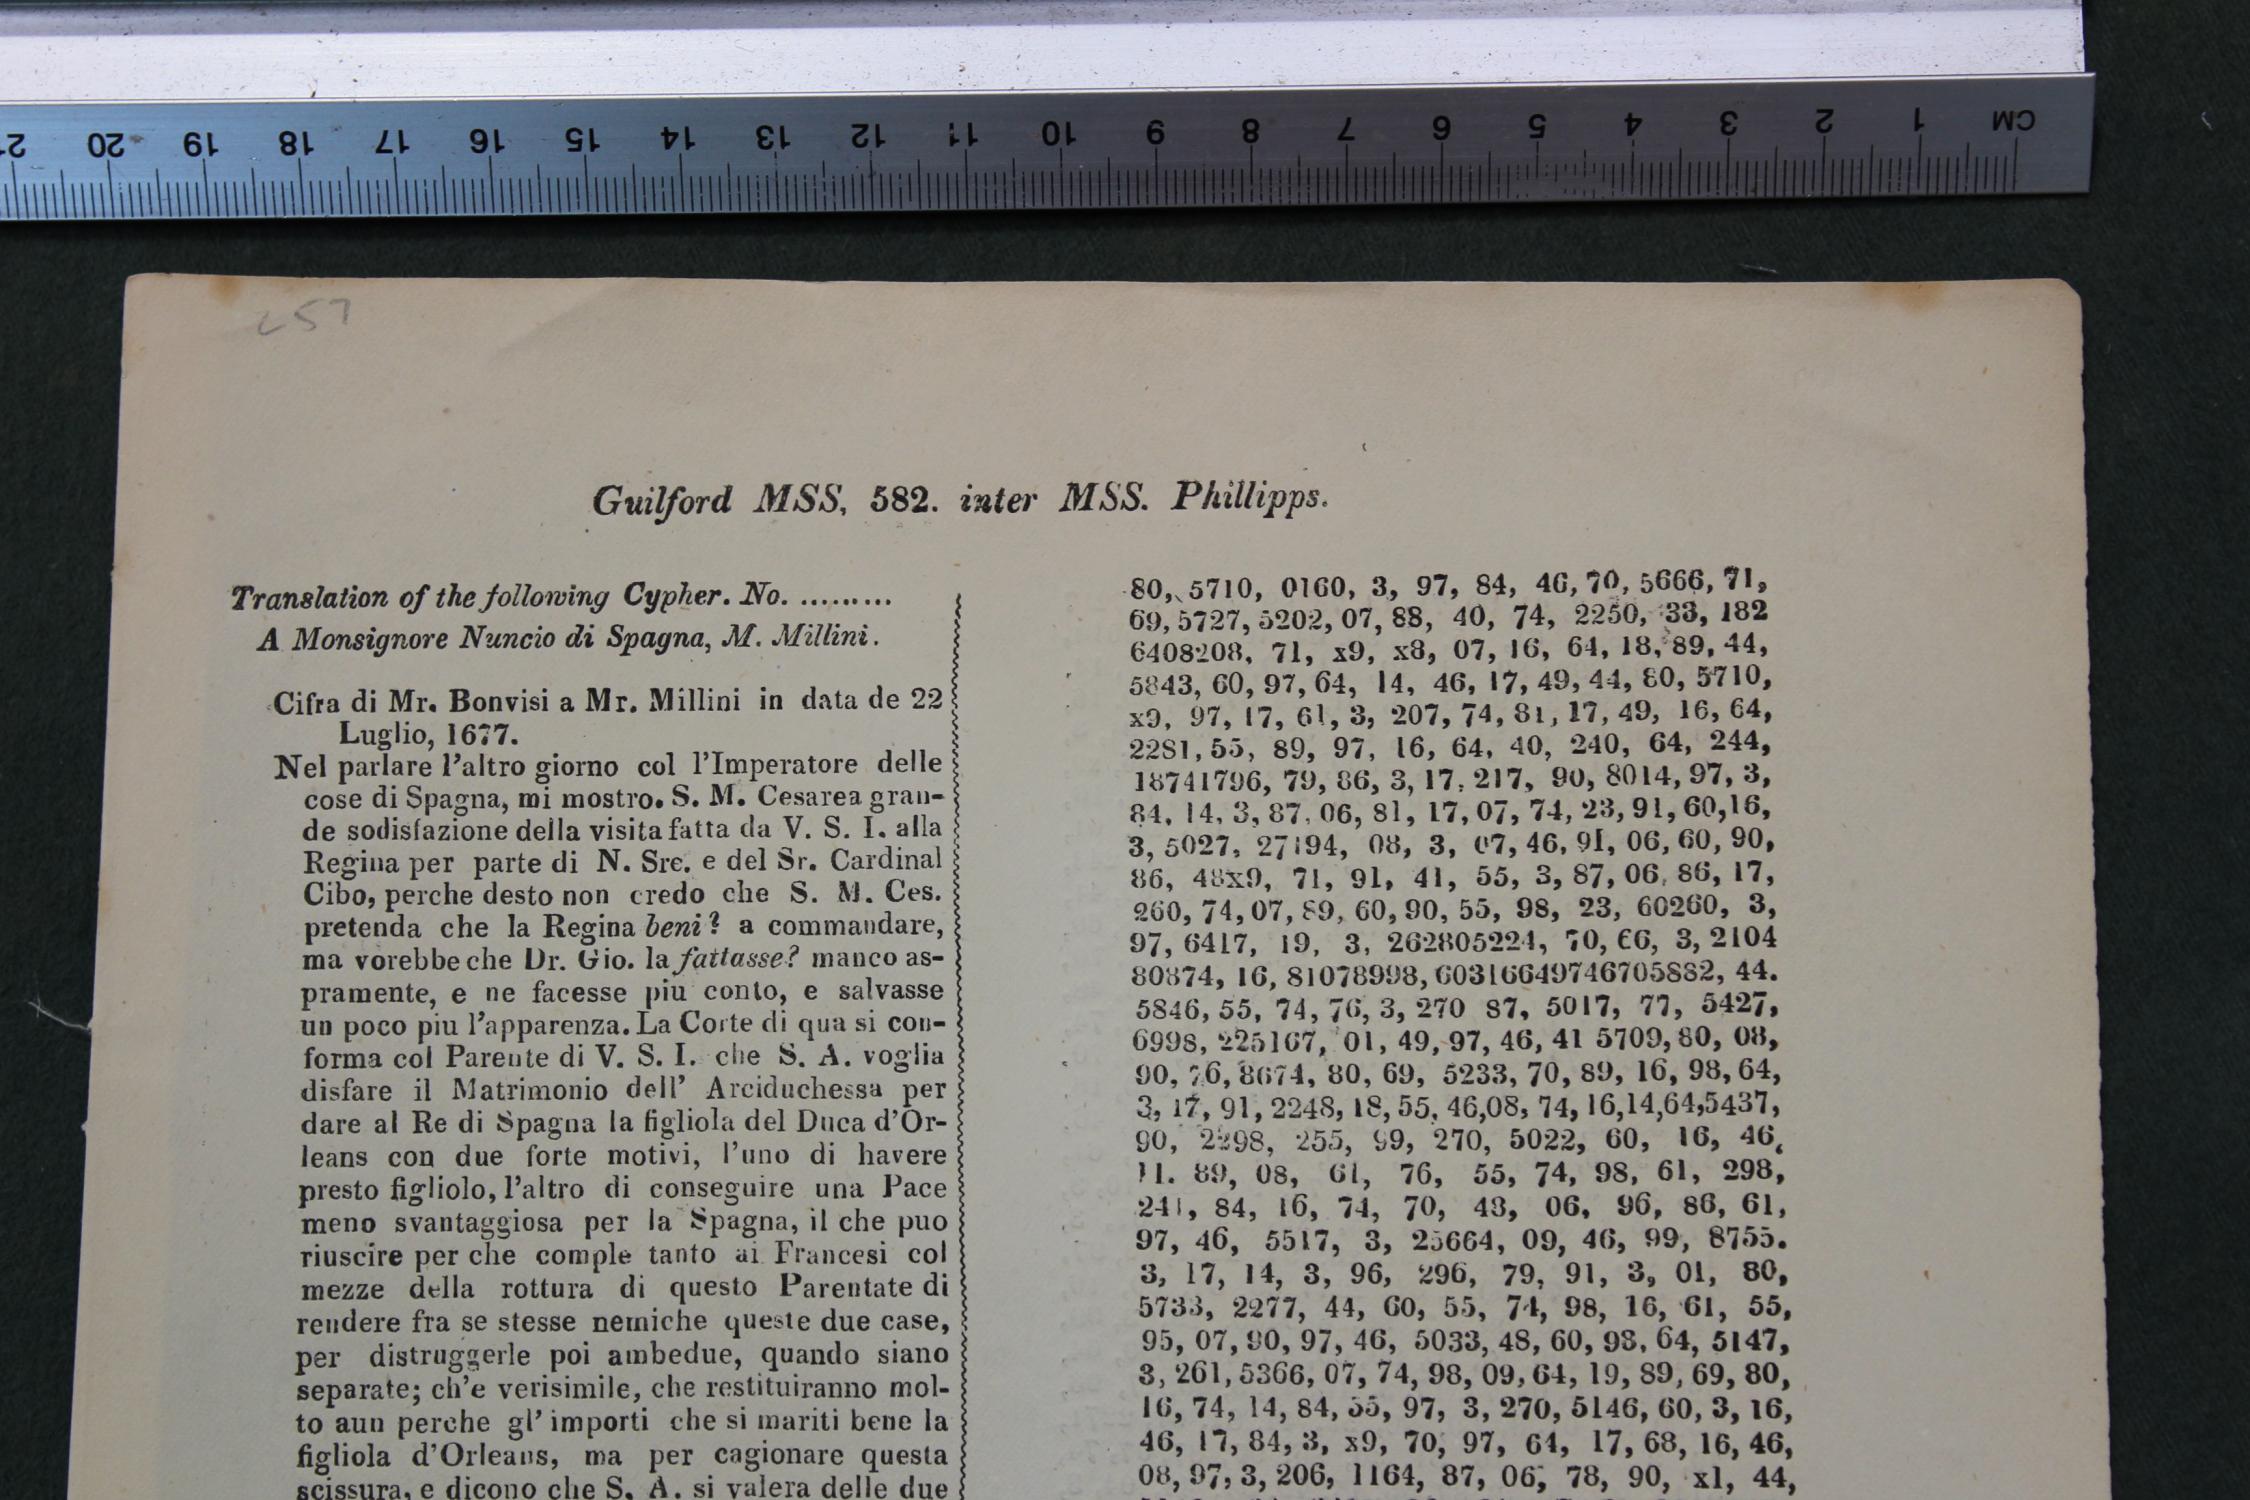 CM 1 2 3 4 5 6 7 8 9 10 11 12 13 14 15 16 17 18 19 20 21
257
Guilford MSS, 582. inter MSS. Phillipps.
Translation of the following Cypher. No. .........
A Monsignore Nuncio di Spagna, M. Millini.
Cifra di Mr. Bonvisi a Mr. Millini in data de 22
Luglio, 1677.
Nel parlare l'altro giorno col l'Imperatore delle
cose di Spagna, mi mostro. S. M. Cesarea gran-
de sodisfazione della visita fatta da V. S. I. alla
Regina per parte di N. Sre. e del Sr. Cardinal
Cibo, perche desto non credo che S. M. Ces.
pretenda che la Regina beni? a commandare,
ma vorebbe che Dr. Gio. la fattasse? manco as-
pramente, e ne facesse piu conto, e salvasse
un poco piu l'apparenza. La Corte di qua si con-
forma col Parente di V. S. I. che S. A. voglia
disfare il Matrimonio dell' Arciduchessa per
dare al Re di Spagna la figliola del Duca d'Or-
leans con due forte motivi, l'uno di havere
presto figliolo, l'altro di conseguire una Pace
meno svantaggiosa per la Spagna, il che puo
riuscire per che comple tanto ai Francesi col
mezze della rottura di questo Parentate di
rendere fra se stesse nemiche queste due case,
per distruggerle poi ambedue, quando siano
separate; ch'e verisimile, che restituiranno mol-
to aun perche gl' importi che si mariti bene la
figliola d'Orleans, ma per cagionare questa
scissura, e dicono che S. A. si valera delle due
80, 5710, 0160, 3, 97, 84, 46, 70, 5666, 71,
69, 5727, 5202, 07, 88, 40, 74, 2250, 33, 182
6408208, 71, x9, x8, 07, 16, 64, 18, 89, 44,
5843, 60, 97, 64, 14, 46, 17, 49, 44, 80, 5710,
x9, 97, 17, 61, 3, 207, 74, 81, 17, 49, 16, 64,
2281, 55, 89, 97, 16, 64, 40, 240, 64, 244,
18741796, 79, 86, 3, 17, 217, 90, 8014, 97, 3,
84, 14, 3, 87, 06, 81, 17, 07, 74, 23, 91, 60, 16,
3, 5027, 27194, 08, 3, 07, 46, 91, 06, 60, 90,
86, 48x9, 71, 91, 41, 55, 3, 87, 06, 86, 17,
260, 74, 07, 89, 60, 90, 55, 98, 23, 60260, 3,
97, 6417, 19, 3, 262805224, 70, 66, 3, 2104
80874, 16, 81078998, 60316649746705882, 44.
5846, 55, 74, 76, 3, 270 87, 5017, 77, 5427,
6998, 225167, 01, 49, 97, 46, 41 5709, 80, 08,
90, 76, 8674, 80, 69, 5233, 70, 89, 16, 98, 64,
3, 17, 91, 2248, 18, 55, 46, 08, 74, 16, 14, 64, 5437,
90, 2298, 255, 99, 270, 5022, 60, 16, 46,
11. 89, 08, 61, 76, 55, 74, 98, 61, 298,
241, 84, 16, 74, 70, 43, 06, 96, 86, 61,
97, 46, 5517, 3, 25664, 09, 46, 99, 8755.
3, 17, 14, 3, 96, 296, 79, 91, 3, 01, 80,
5733, 2277, 44, 60, 55, 74, 98, 16, 61, 55,
95, 07, 90, 97, 46, 5033, 48, 60, 98, 64, 5147,
3, 261, 5366, 07, 74, 98, 09, 64, 19, 89, 69, 80,
16, 74, 14, 84, 55, 97, 3, 270, 5146, 60, 3, 16,
46, 17, 84, 3, x9, 70, 97, 64, 17, 68, 16, 46,
08, 97, 3, 206, 1164, 87, 06, 78, 90, x1, 44,